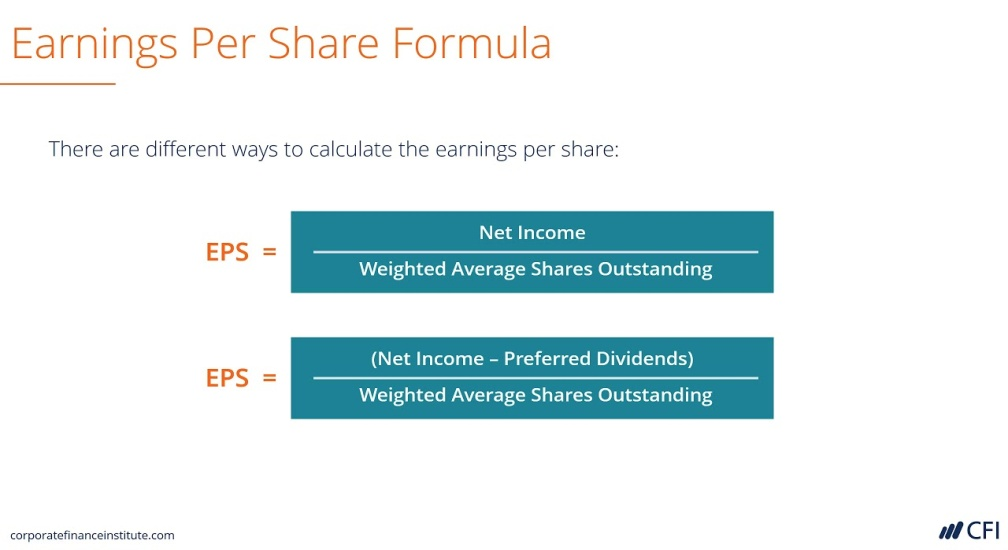 Earnings Per Share Formula
There are different ways to calculate the earnings per share:
EPS =
Net Income
Weighted Average Shares Outstanding
EPS =
(Net Income – Preferred Dividends)
Weighted Average Shares Outstanding
corporatefinanceinstitute.com
CFI